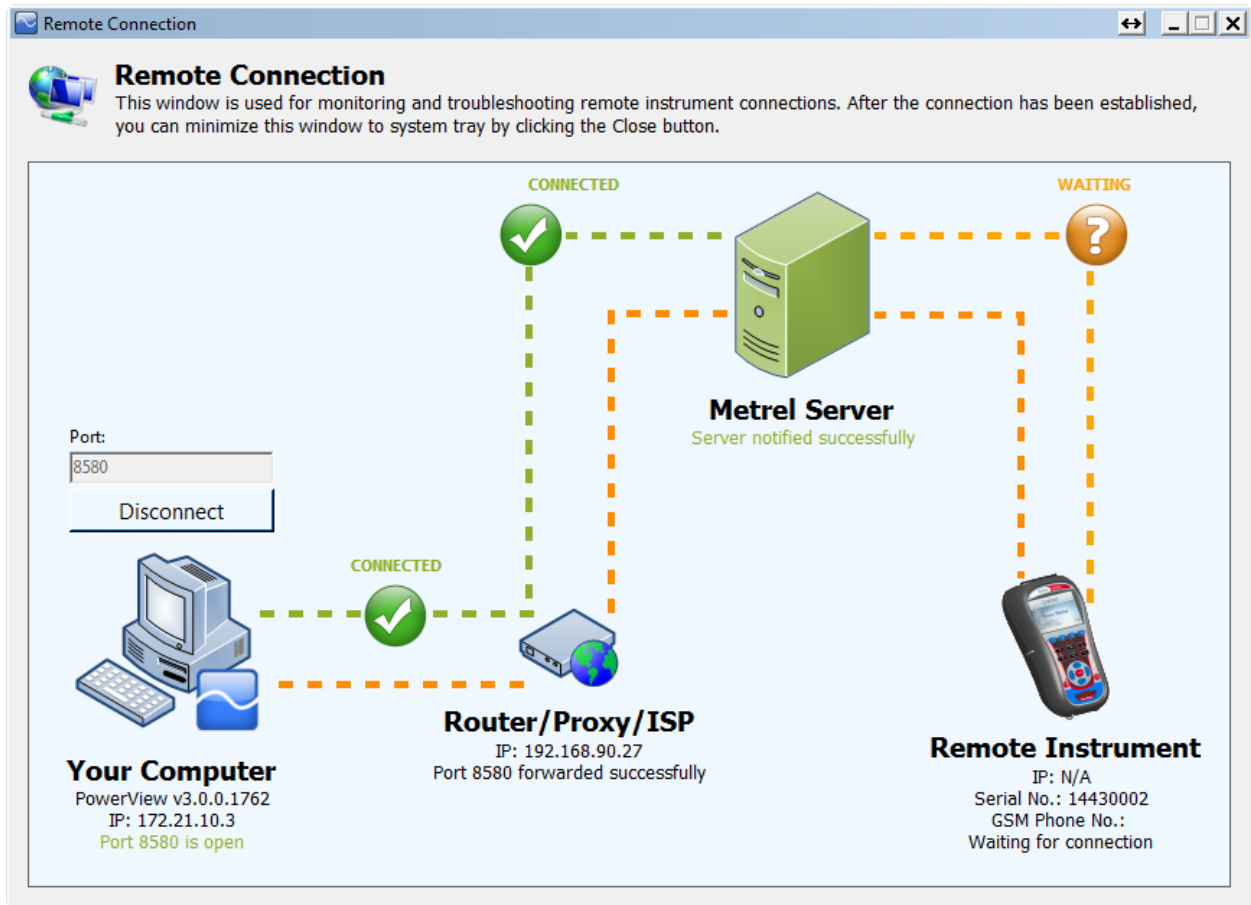 Remote Connection
Remote Connection
This window is used for monitoring and troubleshooting remote instrument connections. After the connection has been established,
you can minimize this window to system tray by clicking the Close button.
CONNECTED
WAITING
?
Metrel Server
Server notified successfully
Port:
8580
Disconnect
CONNECTED
Router/Proxy/ISP
IP: 192.168.90.27
Port 8580 forwarded successfully
Your Computer
PowerView v3.0.0.1762
IP: 172.21.10.3
Port 8580 is open
Remote Instrument
IP: N/A
Serial No.: 14430002
GSM Phone No.:
Waiting for connection